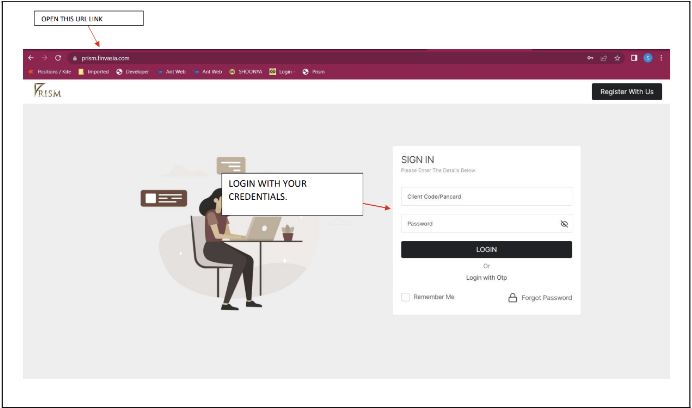 OPEN THIS URL LINK
prism.finvasia.com
Positions / Kite Imported Developer Ant Web Ant Web SHOONYA Login - Prism
PRISM
Register With Us
SIGN IN
Please Enter The Details Below
LOGIN WITH YOUR
CREDENTIALS.
Client Code/Pancard
Password
LOGIN
Or
Login with Otp
Remember Me Forgot Password